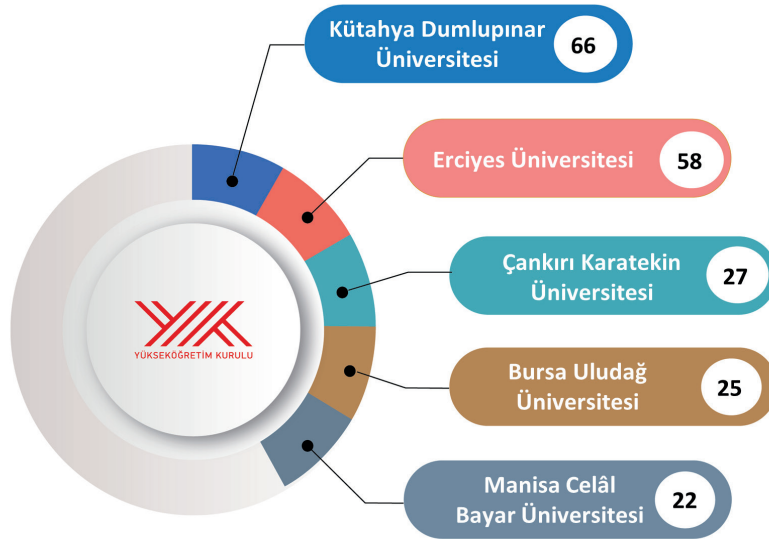 Kütahya Dumlupınar
Üniversitesi
66
Erciyes Üniversitesi
58
Çankırı Karatekin
Üniversitesi
27
YÜKSEKÖĞRETİM KURULU
Bursa Uludağ
Üniversitesi
25
Manisa Celâl
Bayar Üniversitesi
22